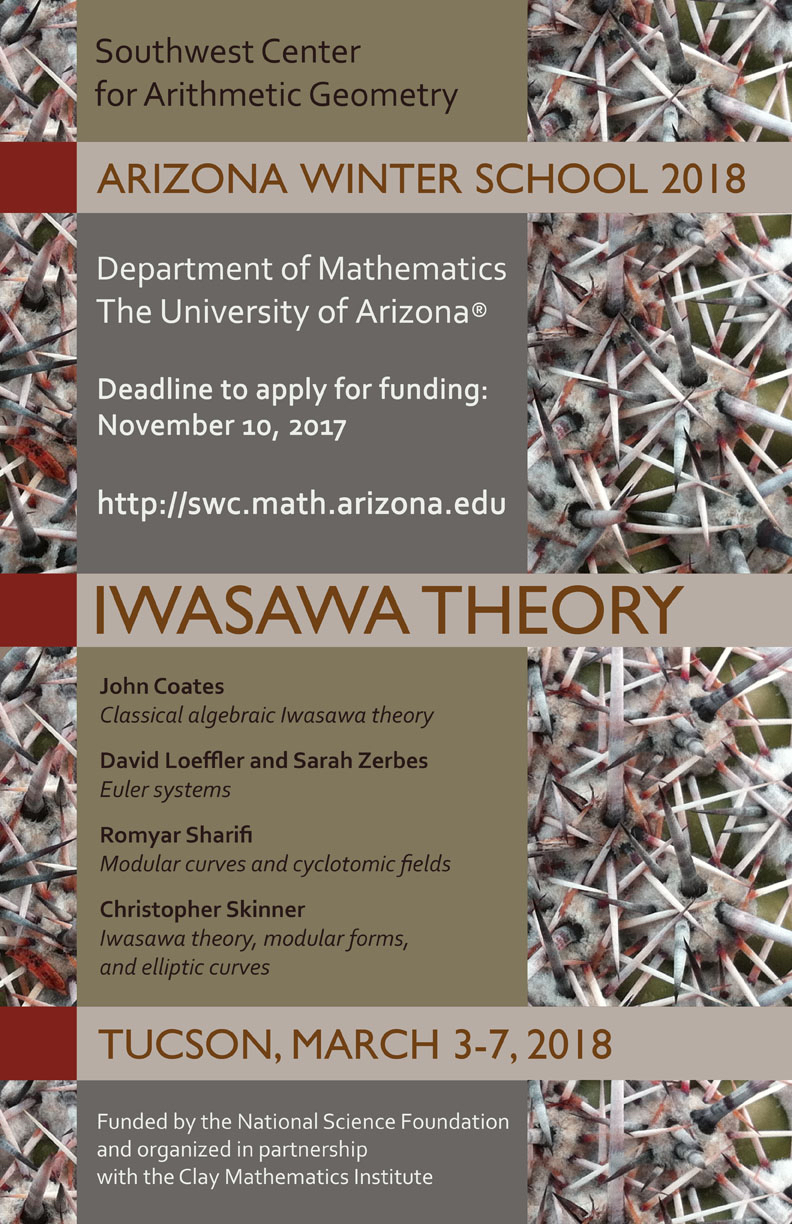 Southwest Center
for Arithmetic Geometry
ARIZONA WINTER SCHOOL 2018
Department of Mathematics
The University of Arizona®
Deadline to apply for funding:
November 10, 2017
http://swc.math.arizona.edu
IWASAWA THEORY
John Coates
Classical algebraic Iwasawa theory
David Loeffler and Sarah Zerbes
Euler systems
Romyar Sharifi
Modular curves and cyclotomic fields
Christopher Skinner
Iwasawa theory, modular forms,
and elliptic curves
TUCSON, MARCH 3-7, 2018
Funded by the National Science Foundation
and organized in partnership
with the Clay Mathematics Institute